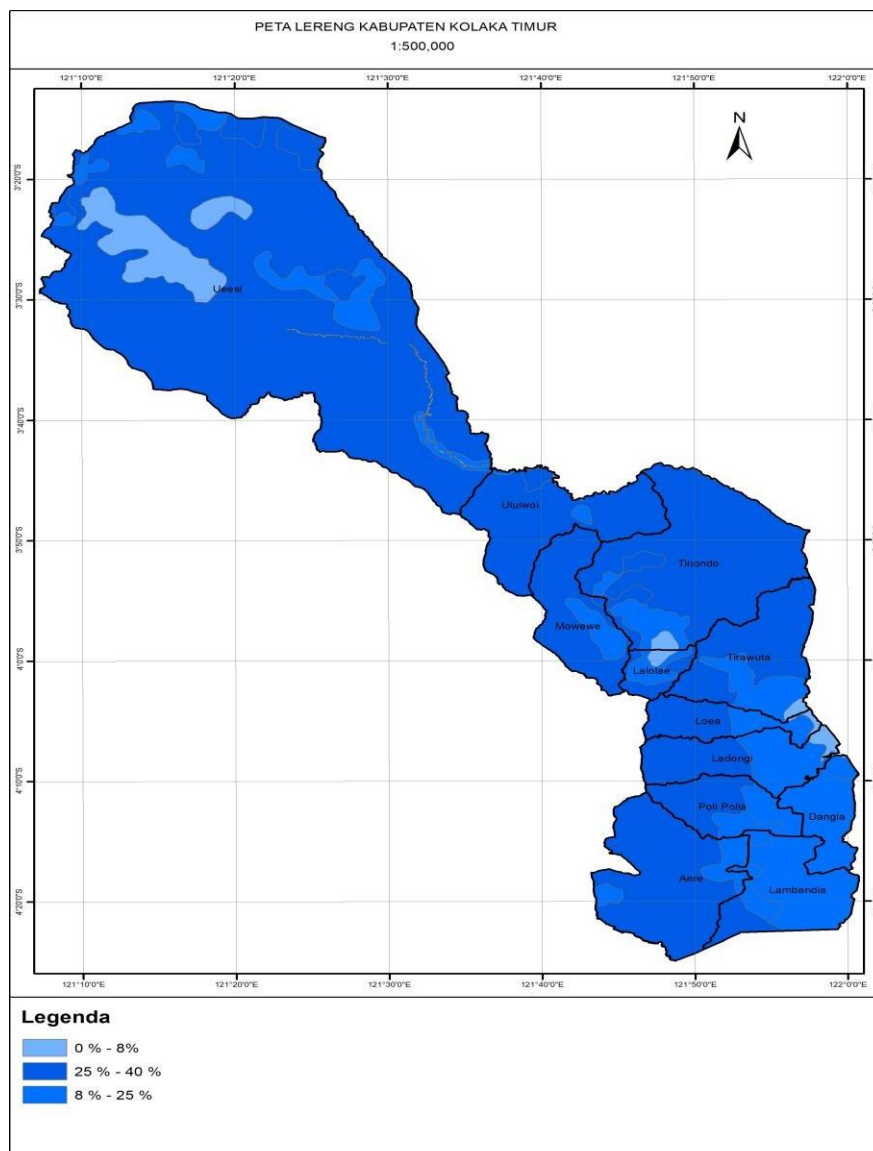 PETA LERENG KABUPATEN KOLAKA TIMUR
1:500,000
121°10'0"E 121°20'0"E 121°30'0"E 121°40'0"E 121°50'0"E 122°0'0"E
N
3°20'0"S
Ueesi
3°30'0"S
3°40'0"S
Uluiwoi
3°50'0"S
Tinondo
Mowewe
4°0'0"S
Tirawuta
Lalolae
Loea
Ladongi
4°10'0"S
Poli Polia
Dangia
Aere
Lambandia
4°20'0"S
121°10'0"E 121°20'0"E 121°30'0"E 121°40'0"E 121°50'0"E 122°0'0"E
Legenda
0 % - 8%
25 % - 40 %
8 % - 25 %